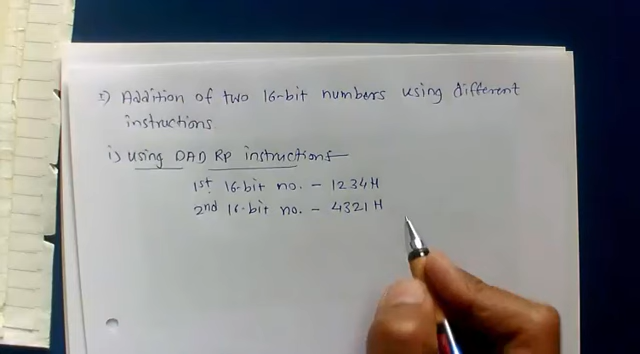 I) Addition of two 16-bit numbers using different
instructions
i) using DAD RP instructions
1st 16-bit no. - 1234H
2nd 16-bit no. - 4321H